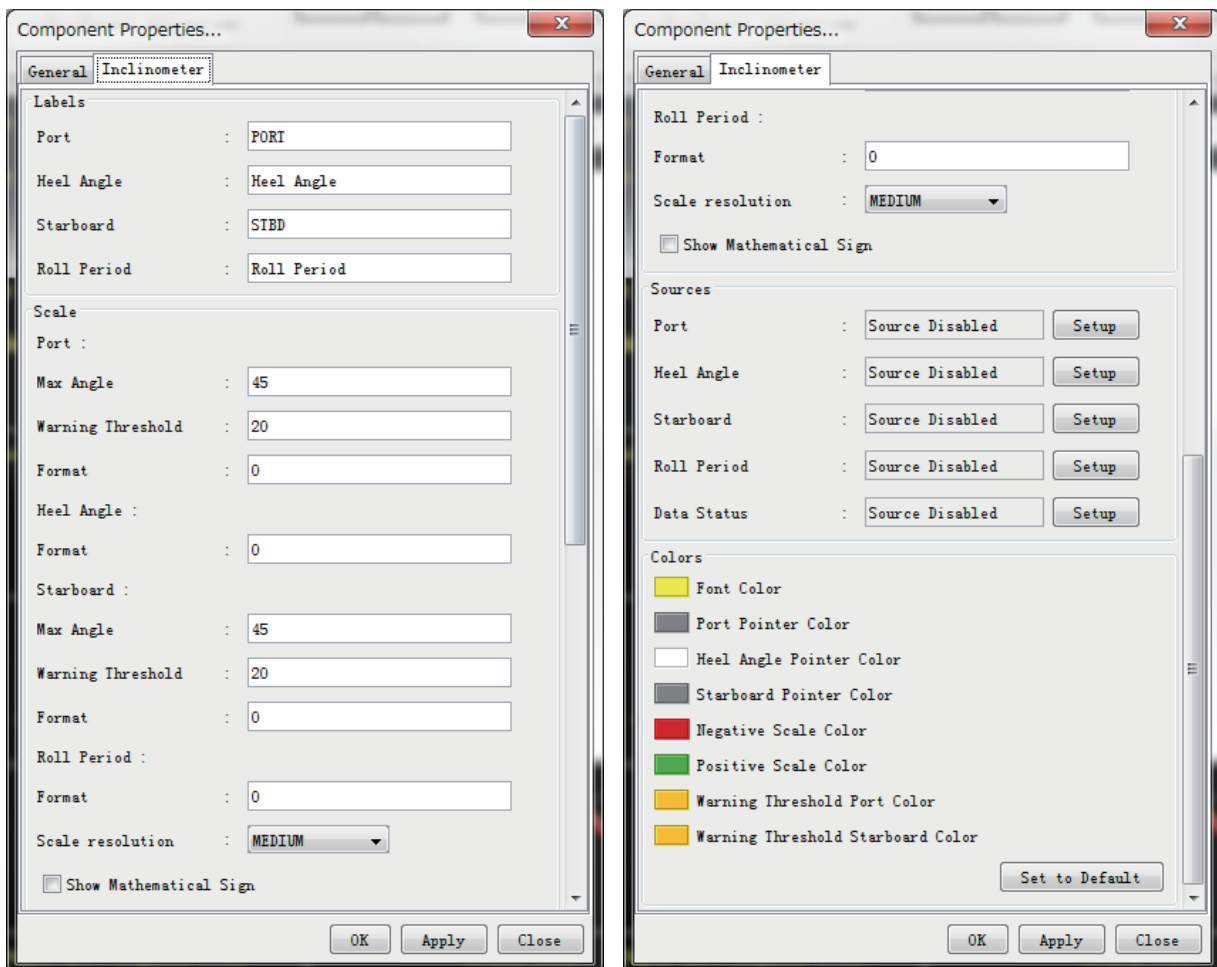 Component Properties...
General Inclinometer
Labels
Port : PORT
Heel Angle : Heel Angle
Starboard : STBD
Roll Period : Roll Period
Scale
Port :
Max Angle : 45
Warning Threshold : 20
Format : 0
Heel Angle :
Format : 0
Starboard :
Max Angle : 45
Warning Threshold : 20
Format : 0
Roll Period :
Format : 0
Scale resolution : MEDIUM
Show Mathematical Sign
OK Apply Close
Component Properties...
General Inclinometer
Roll Period :
Format : 0
Scale resolution : MEDIUM
Show Mathematical Sign
Sources
Port : Source Disabled Setup
Heel Angle : Source Disabled Setup
Starboard : Source Disabled Setup
Roll Period : Source Disabled Setup
Data Status : Source Disabled Setup
Colors
Font Color
Port Pointer Color
Heel Angle Pointer Color
Starboard Pointer Color
Negative Scale Color
Positive Scale Color
Warning Threshold Port Color
Warning Threshold Starboard Color
Set to Default
OK Apply Close